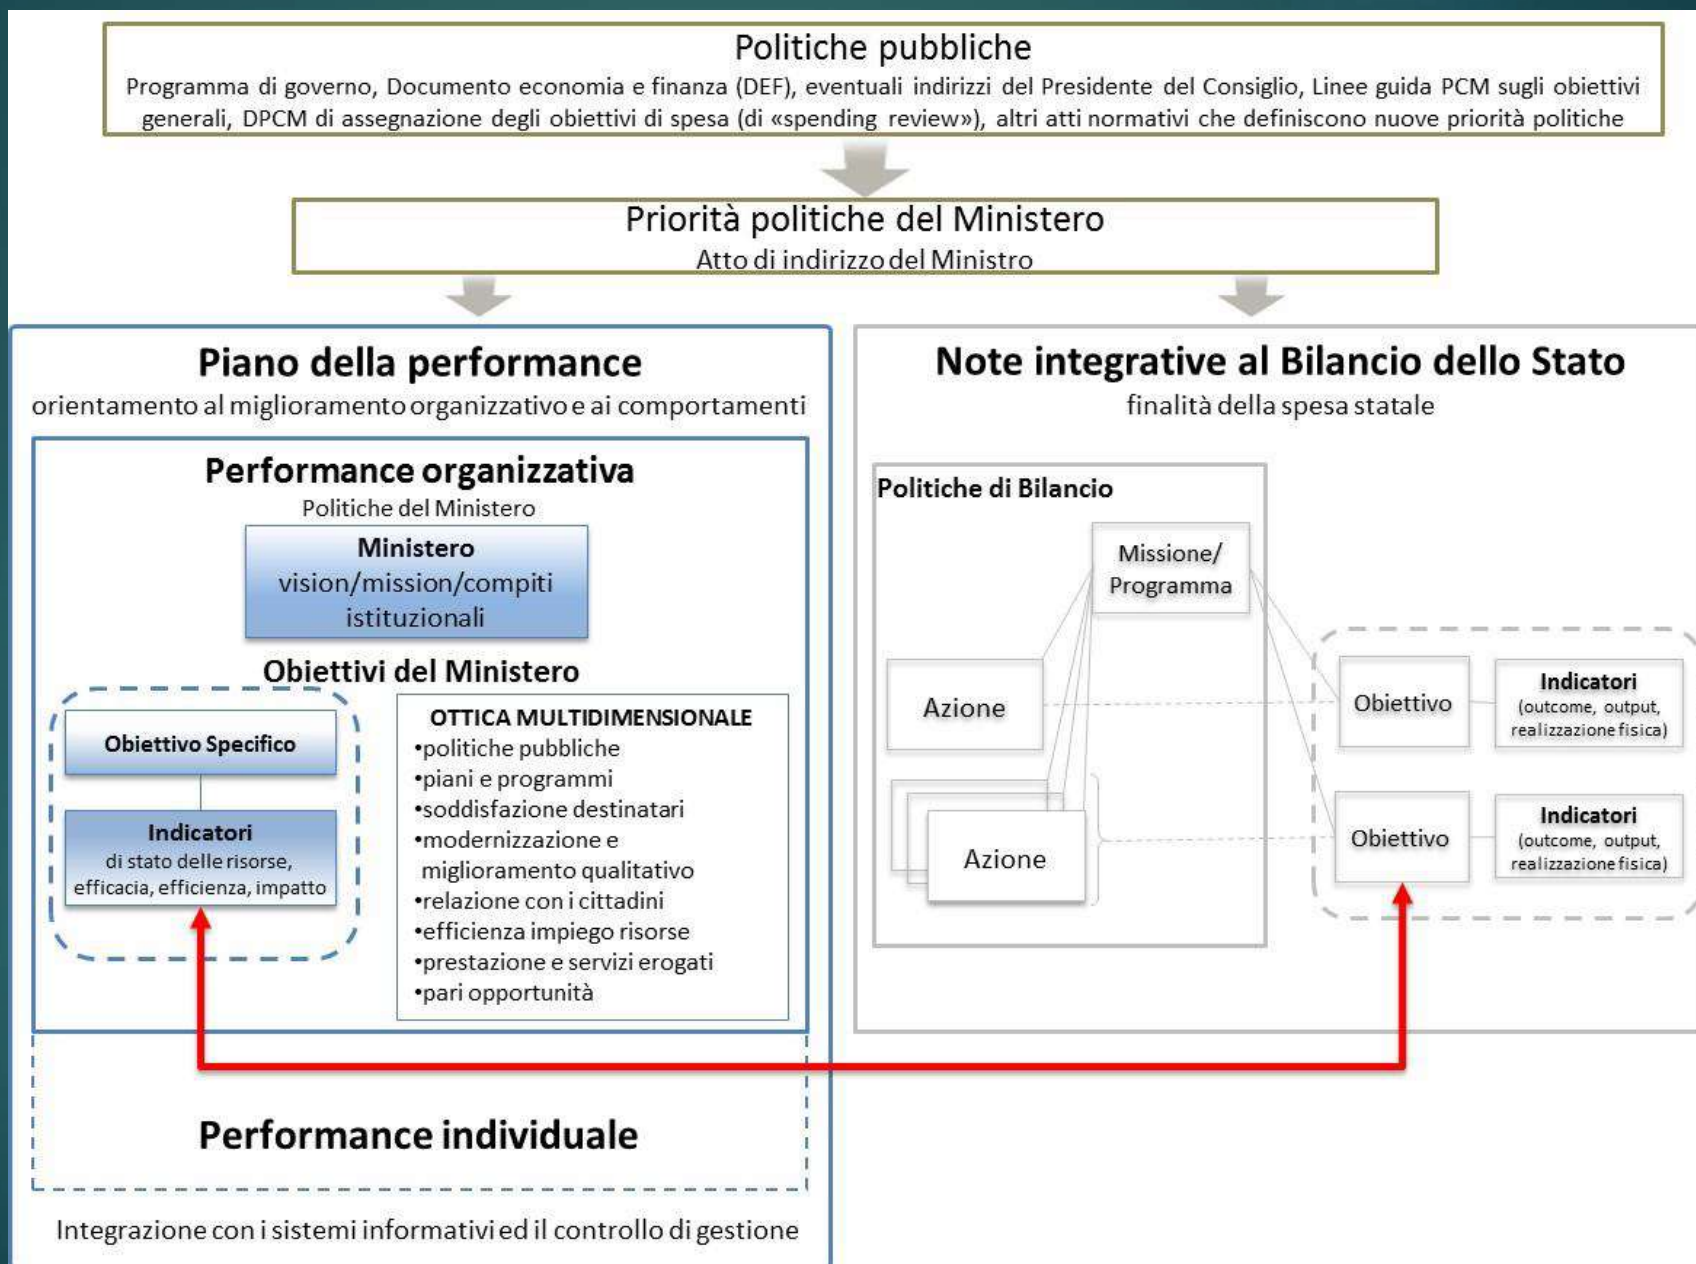 Politiche pubbliche
Programma di governo, Documento economia e finanza (DEF), eventuali indirizzi del Presidente del Consiglio, Linee guida PCM sugli obiettivi
generali, DPCM di assegnazione degli obiettivi di spesa (di «spending review»), altri atti normativi che definiscono nuove priorità politiche
Priorità politiche del Ministero
Atto di indirizzo del Ministro
Piano della performance
orientamento al miglioramento organizzativo e ai comportamenti
Performance organizzativa
Politiche del Ministero
Ministero
vision/mission/compiti
istituzionali
Obiettivi del Ministero
Obiettivo Specifico
Indicatori
di stato delle risorse,
efficacia, efficienza, impatto
OTTICA MULTIDIMENSIONALE
•politiche pubbliche
•piani e programmi
•soddisfazione destinatari
•modernizzazione e
miglioramento qualitativo
•relazione con i cittadini
•efficienza impiego risorse
•prestazione e servizi erogati
•pari opportunità
Performance individuale
Integrazione con i sistemi informativi ed il controllo di gestione
Note integrative al Bilancio dello Stato
finalità della spesa statale
Politiche di Bilancio
Missione/
Programma
Azione
Azione
Obiettivo
Indicatori
(outcome, output,
realizzazione fisica)
Obiettivo
Indicatori
(outcome, output,
realizzazione fisica)